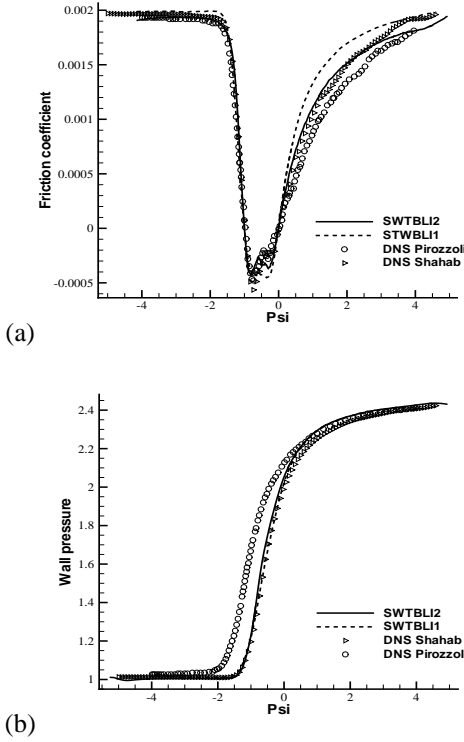 0.002
0.0015
0.001
0.0005
0
-0.0005
Friction coefficient
-4 -2 0 2 4
Psi
SWTBLI2
STWBLI1
DNS Pirozzoli
DNS Shahab
(a)
2.4
2.2
2
1.8
1.6
1.4
1.2
1
Wall pressure
-4 -2 0 2 4
Psi
SWTBLI2
SWTBLI1
DNS Shahab
DNS Pirozzol
(b)